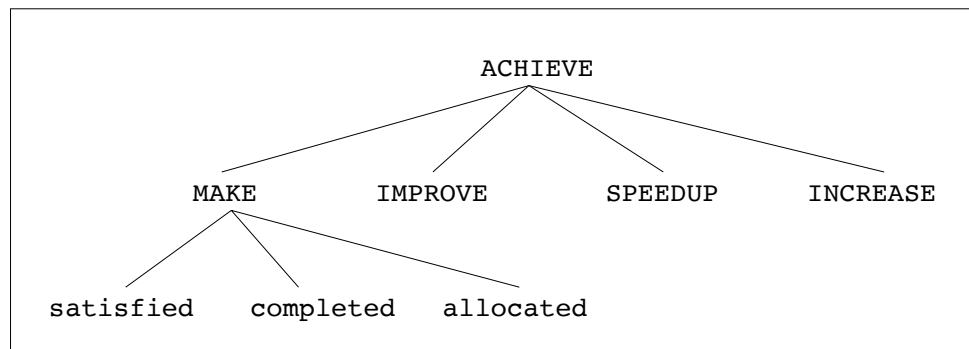 ACHIEVE
MAKE IMPROVE SPEEDUP INCREASE
satisfied completed allocated